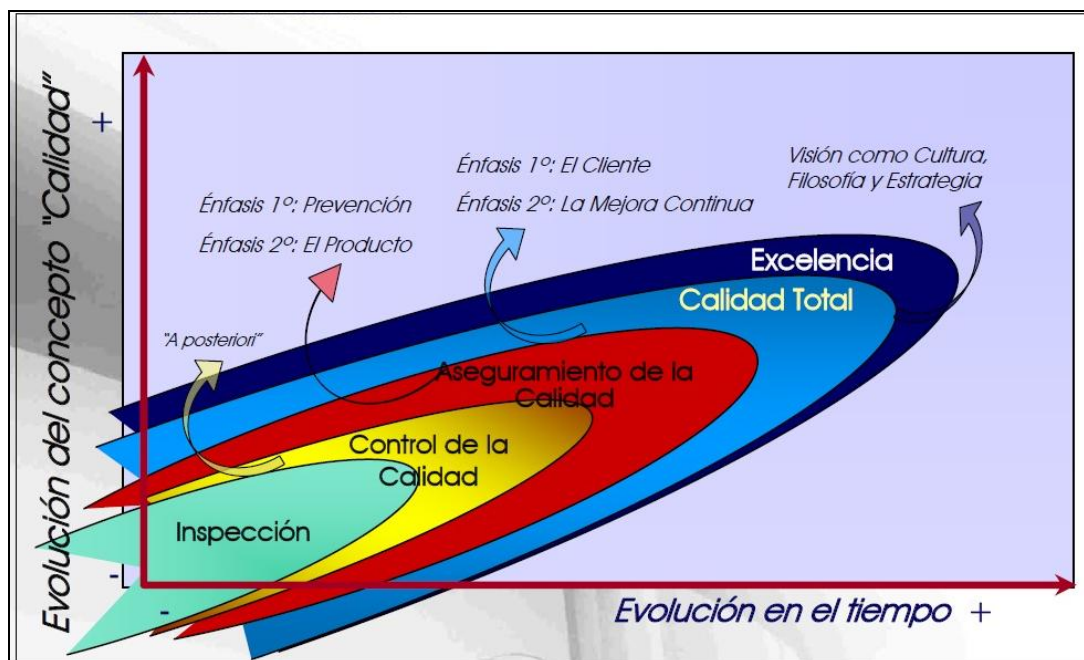 Evolución del concepto "Calidad"
+
-
Énfasis 1º: Prevención
Énfasis 2º: El Producto
Énfasis 1º: El Cliente
Énfasis 2º: La Mejora Continua
Visión como Cultura,
Filosofía y Estrategia
"A posteriori"
Excelencia
Calidad Total
Aseguramiento de la
Calidad
Control de la
Calidad
Inspección
-
Evolución en el tiempo +